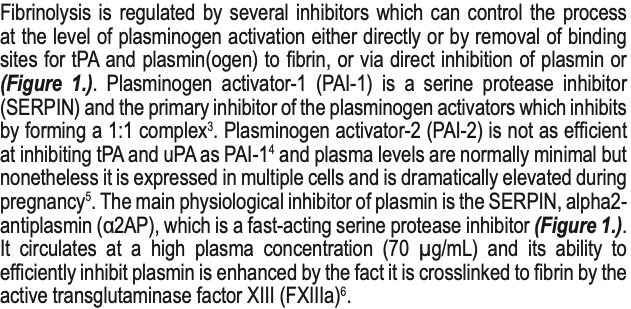 Fibrinolysis is regulated by several inhibitors which can control the process
at the level of plasminogen activation either directly or by removal of binding
sites for tPA and plasmin(ogen) to fibrin, or via direct inhibition of plasmin or
(Figure 1.). Plasminogen activator-1 (PAI-1) is a serine protease inhibitor
(SERPIN) and the primary inhibitor of the plasminogen activators which inhibits
by forming a 1:1 complex³. Plasminogen activator-2 (PAI-2) is not as efficient
at inhibiting tPA and uPA as PAI-1⁴ and plasma levels are normally minimal but
nonetheless it is expressed in multiple cells and is dramatically elevated during
pregnancy⁵. The main physiological inhibitor of plasmin is the SERPIN, alpha2-
antiplasmin (α2AP), which is a fast-acting serine protease inhibitor (Figure 1.).
It circulates at a high plasma concentration (70 µg/mL) and its ability to
efficiently inhibit plasmin is enhanced by the fact it is crosslinked to fibrin by the
active transglutaminase factor XIII (FXIIIa)⁶.